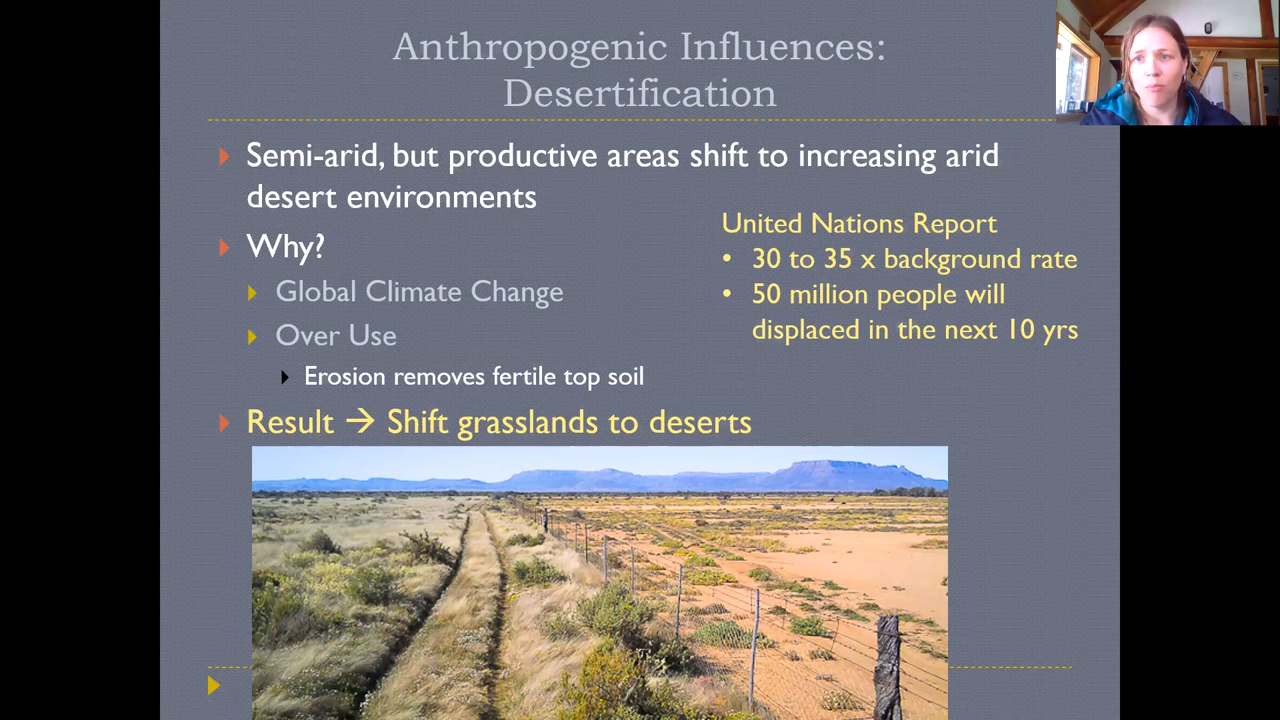 Anthropogenic Influences:
Desertification
Semi-arid, but productive areas shift to increasing arid
desert environments
Why?
Global Climate Change
Over Use
Erosion removes fertile top soil
Result → Shift grasslands to deserts
United Nations Report
• 30 to 35 x background rate
• 50 million people will
displaced in the next 10 yrs